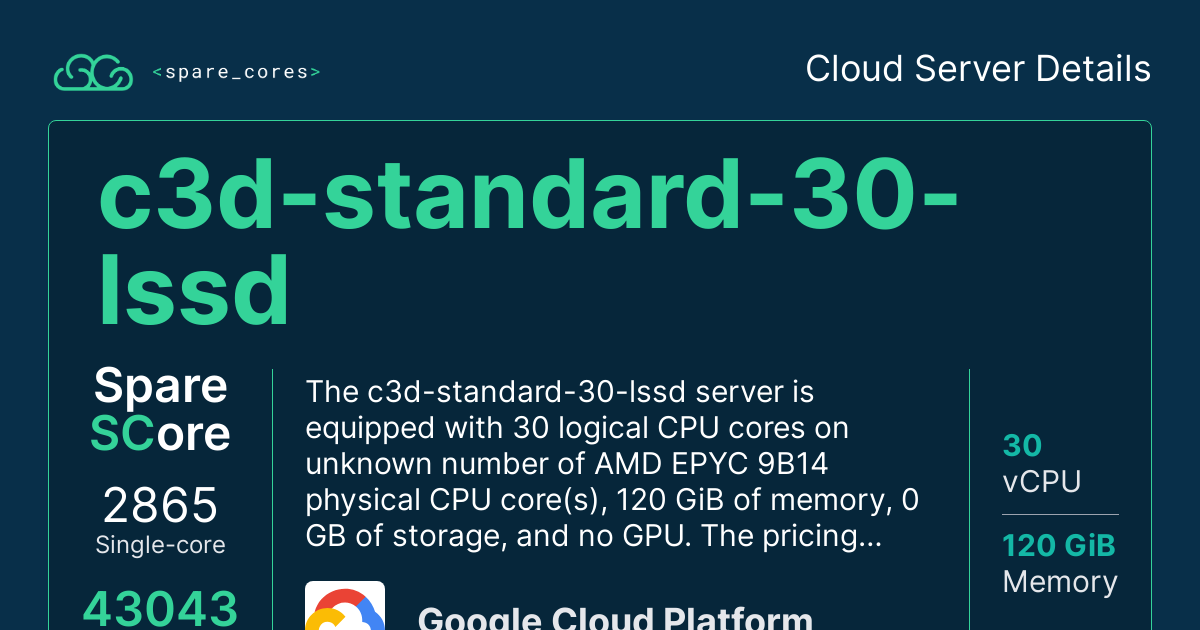 <spare_cores>
Cloud Server Details
c3d-standard-30-
lssd
Spare
SCore
2865
Single-core
43043
The c3d-standard-30-lssd server is
equipped with 30 logical CPU cores on
unknown number of AMD EPYC 9B14
physical CPU core(s), 120 GiB of memory, 0
GB of storage, and no GPU. The pricing...
Google Cloud Platform
30
vCPU
120 GiB
Memory